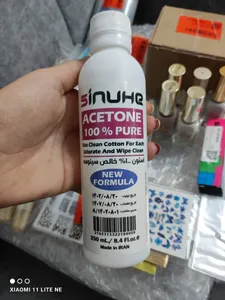 SINUHE
ACETONE
100 % PURE
Use Clean Cotton For Each
Saturate And Wipe Clean
استون ۱۰۰٪ خالص سینوهه
NEW
FORMULA
250 mL/ 8.4 Fl.oz
Made in IRAN
XIAOMI 11 LITE NE